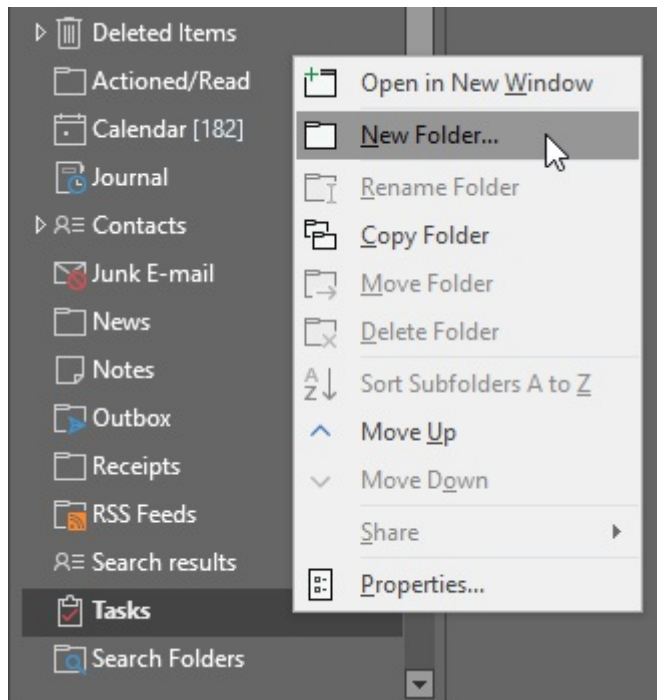 Deleted Items
Actioned/Read
Calendar [182]
Journal
Contacts
Junk E-mail
News
Notes
Outbox
Receipts
RSS Feeds
Search results
Tasks
Search Folders
Open in New Window
New Folder...
Rename Folder
Copy Folder
Move Folder
Delete Folder
Sort Subfolders A to Z
Move Up
Move Down
Share
Properties...